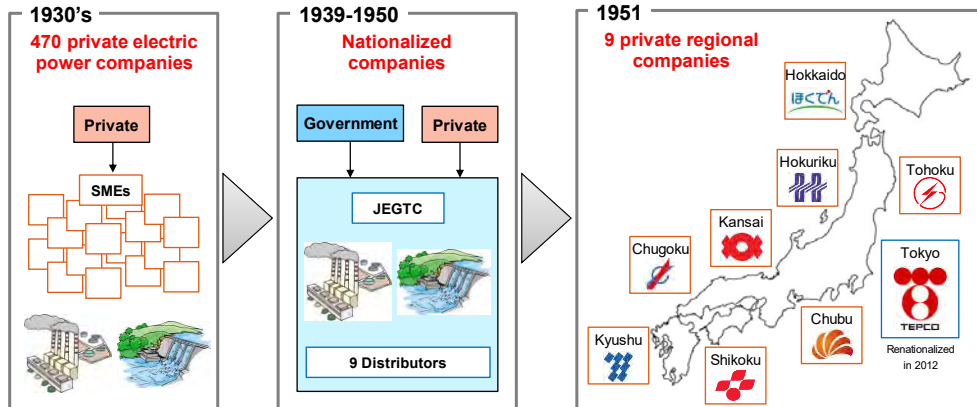 1930's
470 private electric
power companies
Private
SMEs
1939-1950
Nationalized
companies
Government
Private
JEGTC
9 Distributors
1951
9 private regional
companies
Hokkaido
ほくでん
Hokuriku
Tohoku
Kansai
Chugoku
Tokyo
TEPCO
Renationalized
in 2012
Chubu
Kyushu
Shikoku